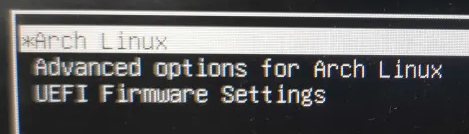 *Arch Linux
Advanced options for Arch Linux
UEFI Firmware Settings